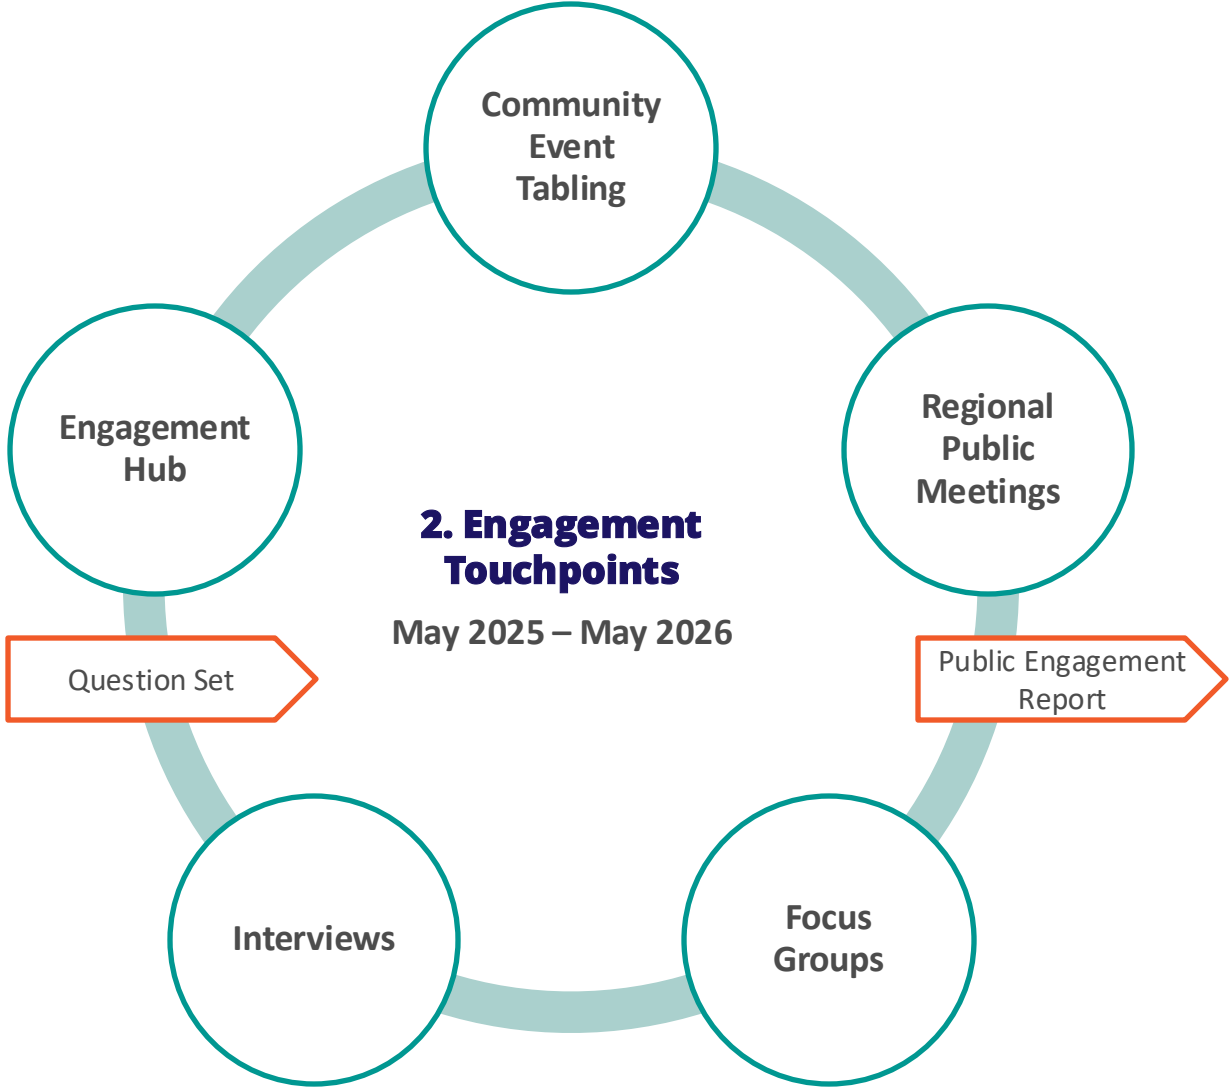 Community
Event
Tabling
Regional
Public
Meetings
Engagement
Hub
2. Engagement
Touchpoints
May 2025 – May 2026
Question Set
Public Engagement
Report
Interviews
Focus
Groups